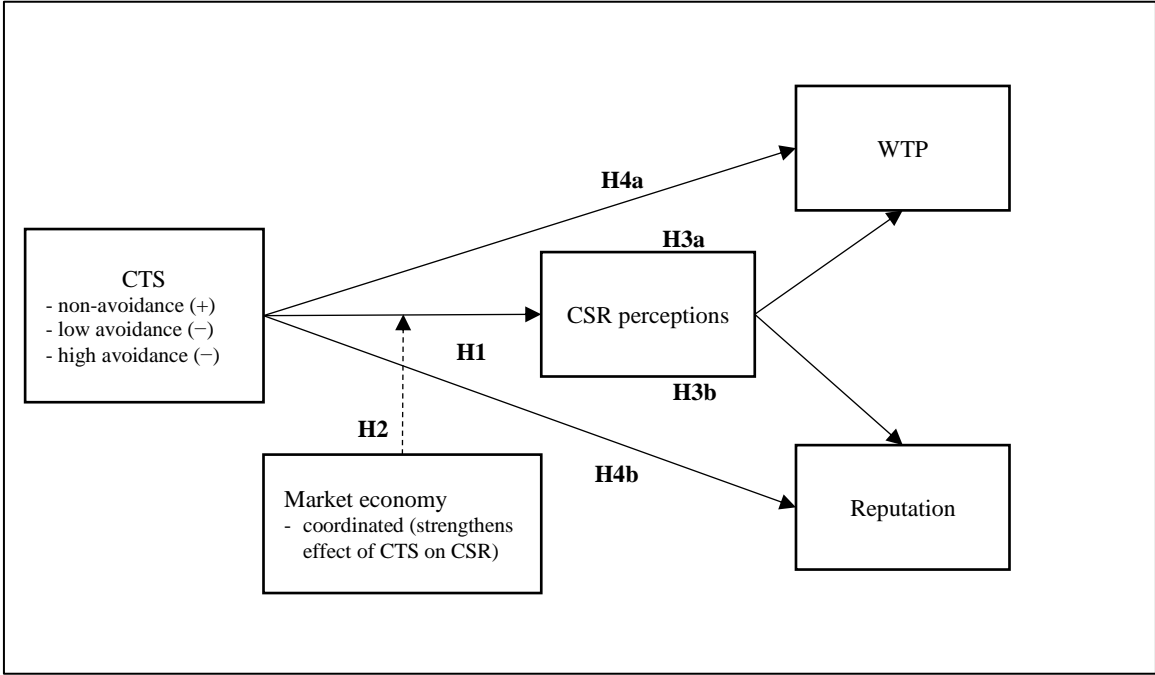 WTP
H4a
H3a
CTS
- non-avoidance (+)
- low avoidance (−)
- high avoidance (−)
CSR perceptions
H1
H3b
H2
H4b
Market economy
- coordinated (strengthens
effect of CTS on CSR)
Reputation